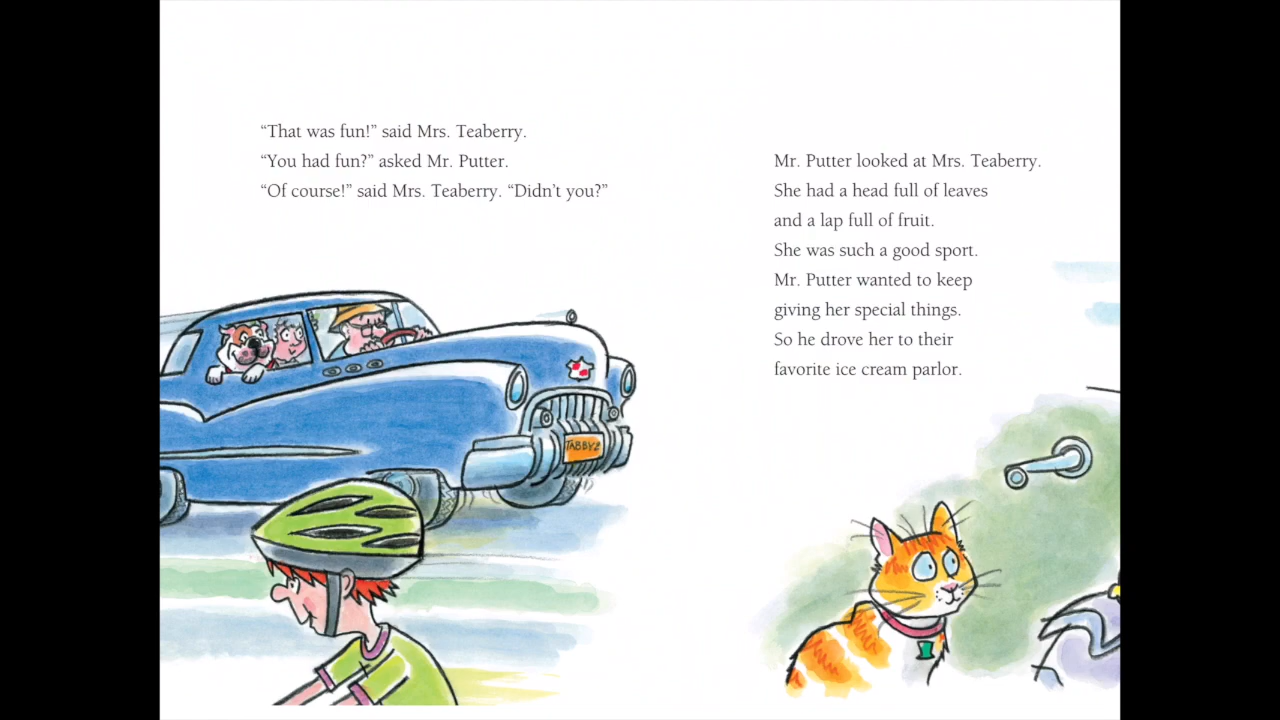 “That was fun!” said Mrs. Teaberry.
“You had fun?” asked Mr. Putter.
“Of course!” said Mrs. Teaberry. “Didn’t you?”
TABBY2
Mr. Putter looked at Mrs. Teaberry.
She had a head full of leaves
and a lap full of fruit.
She was such a good sport.
Mr. Putter wanted to keep
giving her special things.
So he drove her to their
favorite ice cream parlor.